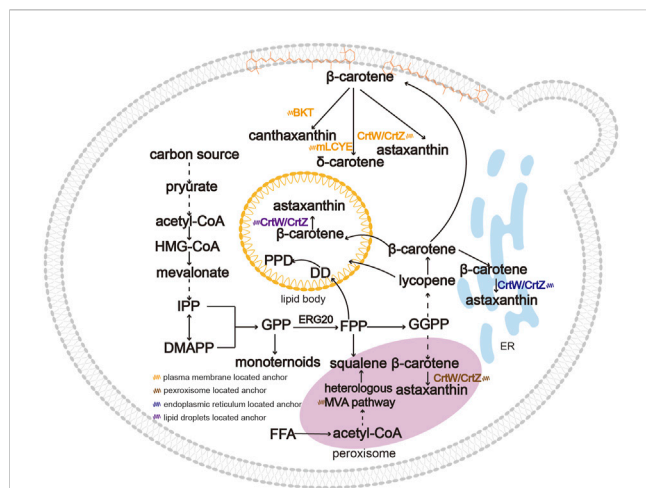 β-carotene
BKT
canthaxanthin
CrtW/CrtZ
mLCYE
astaxanthin
δ-carotene
carbon source
pryurate
acetyl-CoA
HMG-CoA
mevalonate
IPP
DMAPP
astaxanthin
CrtW/CrtZ
β-carotene
PPD
DD
lipid body
β-carotene
lycopene
β-carotene
CrtW/CrtZ
astaxanthin
ER
GPP
ERG20
FPP
GGPP
monoternoids
squalene
β-carotene
CrtW/CrtZ
astaxanthin
heterologous
MVA pathway
FFA
acetyl-CoA
peroxisome
plasma membrane located anchor
pexroxisome located anchor
endoplasmic reticulum located anchor
lipid droplets located anchor